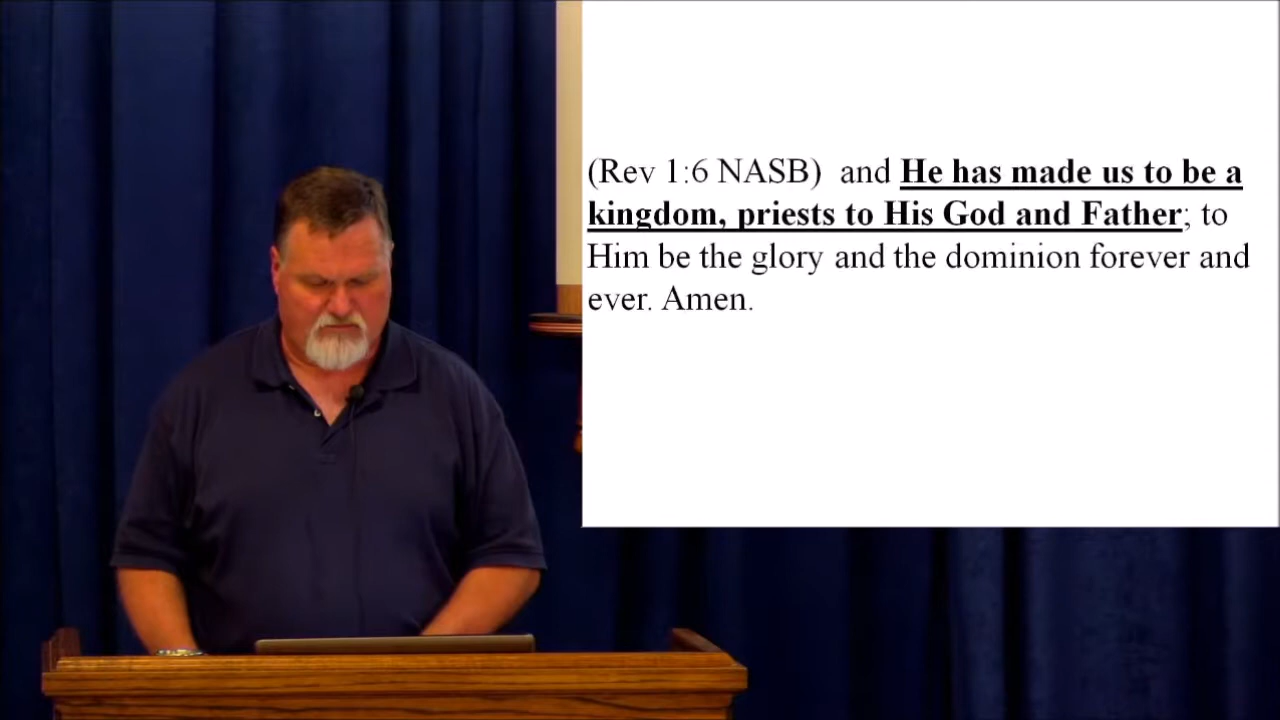 (Rev 1:6 NASB)  and He has made us to be a
kingdom, priests to His God and Father; to
Him be the glory and the dominion forever and
ever. Amen.